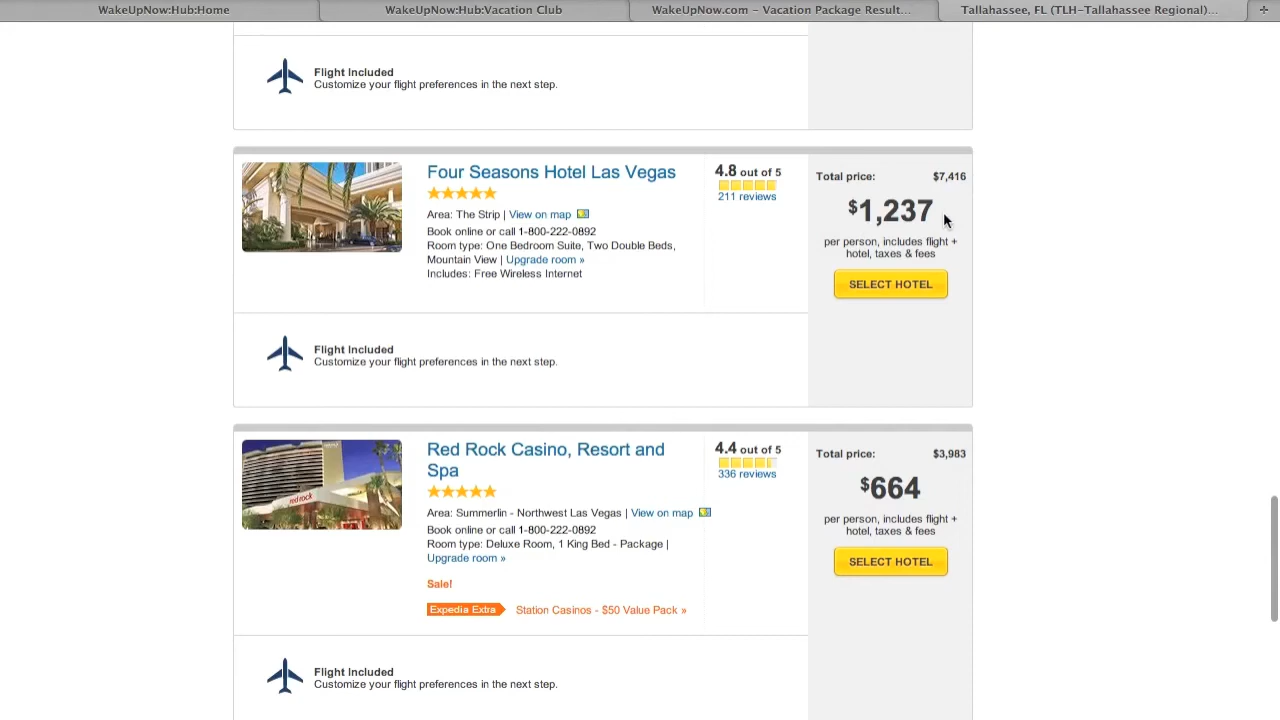 WakeUpNow:Hub:Home
WakeUpNow:Hub:Vacation Club
WakeUpNow.com – Vacation Package Result...
Tallahassee, FL (TLH–Tallahassee Regional)...
Flight Included
Customize your flight preferences in the next step.
Four Seasons Hotel Las Vegas
Area: The Strip | View on map
Book online or call 1-800-222-0892
Room type: One Bedroom Suite, Two Double Beds,
Mountain View | Upgrade room »
Includes: Free Wireless Internet
4.8 out of 5
211 reviews
Total price: $7,416
$1,237
per person, includes flight +
hotel, taxes & fees
SELECT HOTEL
Flight Included
Customize your flight preferences in the next step.
red rock
Red Rock Casino, Resort and
Spa
Area: Summerlin - Northwest Las Vegas | View on map
Book online or call 1-800-222-0892
Room type: Deluxe Room, 1 King Bed - Package |
Upgrade room »
Sale!
Expedia Extra Station Casinos - $50 Value Pack »
4.4 out of 5
336 reviews
Total price: $3,983
$664
per person, includes flight +
hotel, taxes & fees
SELECT HOTEL
Flight Included
Customize your flight preferences in the next step.